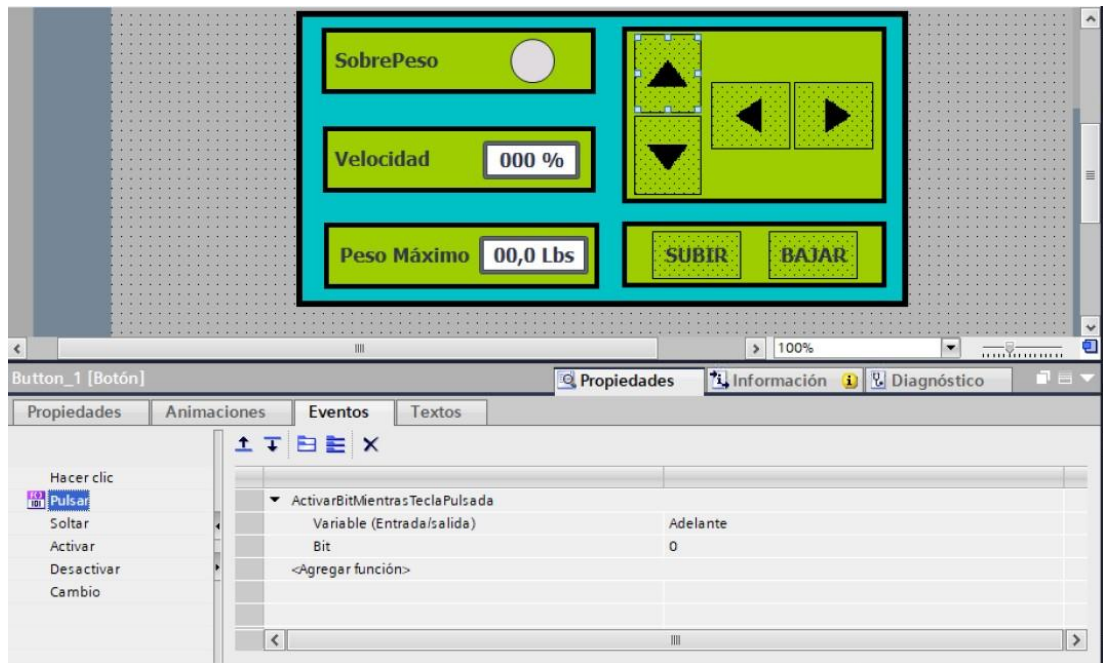 SobrePeso
Velocidad
000 %
Peso Máximo
00,0 Lbs
SUBIR
BAJAR
100%
Button_1 [Botón]
Propiedades
Información
Diagnóstico
Propiedades
Animaciones
Eventos
Textos
Hacer clic
Pulsar
Soltar
Activar
Desactivar
Cambio
ActivarBitMientrasTeclaPulsada
Variable (Entrada/salida)
Adelante
Bit
0
<Agregar función>